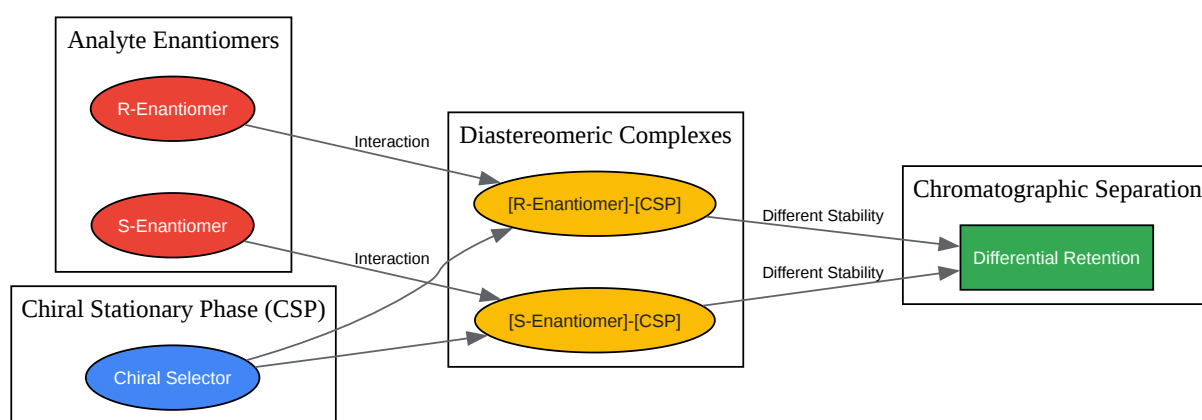 Analyte Enantiomers
R-Enantiomer
S-Enantiomer
Chiral Stationary Phase (CSP)
Chiral Selector
Interaction
Interaction
Diastereomeric Complexes
[R-Enantiomer]-[CSP]
[S-Enantiomer]-[CSP]
Different Stability
Different Stability
Chromatographic Separation
Differential Retention